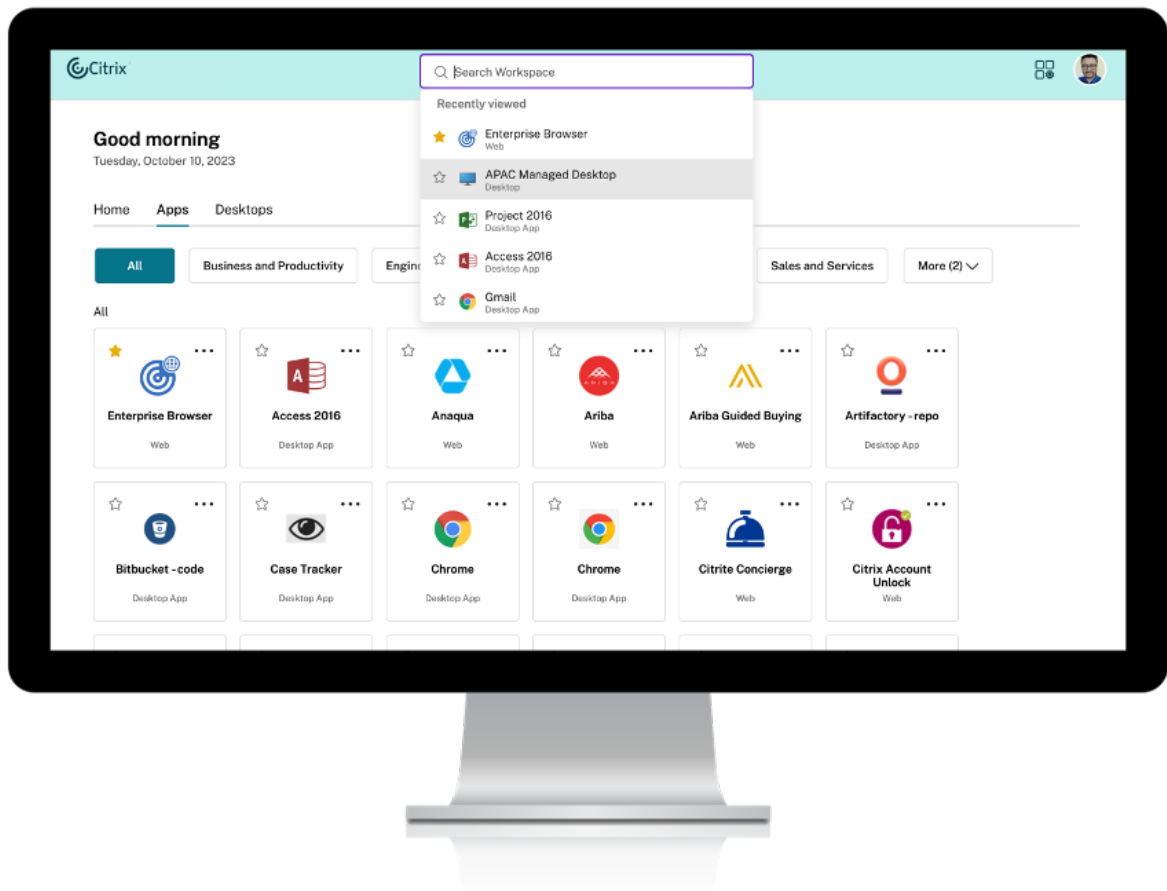 Citrix
Search Workspace
Recently viewed
Enterprise Browser
Web
APAC Managed Desktop
Desktop
Project 2016
Desktop App
Access 2016
Desktop App
Gmail
Desktop App
Good morning
Tuesday, October 10, 2023
Home Apps Desktops
All Business and Productivity Engin Sales and Services More (2)
All
Enterprise Browser
Web
Access 2016
Desktop App
Anaqua
Web
A
ARIBA
Ariba
Web
Ariba Guided Buying
Web
Artifactory - repo
Desktop App
Bitbucket - code
Desktop App
Case Tracker
Desktop App
Chrome
Desktop App
Chrome
Desktop App
Citrite Concierge
Web
Citrix Account
Unlock
Web